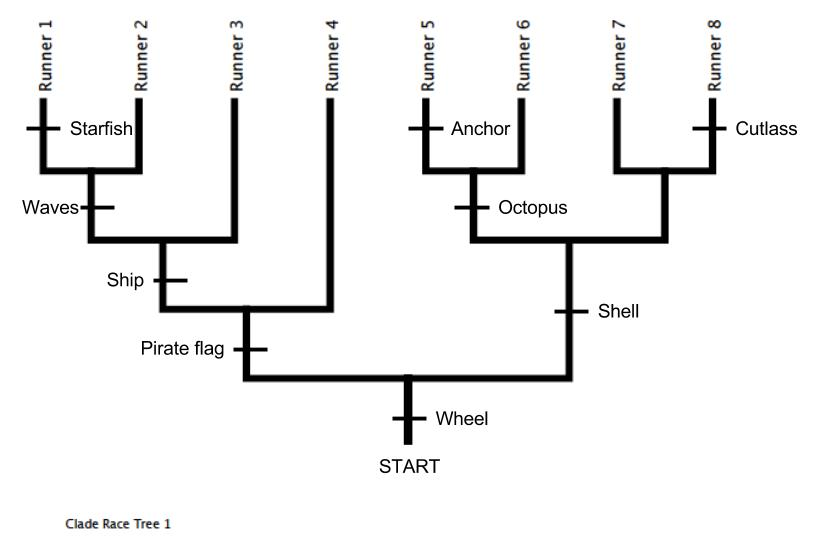 Runner 1
Runner 2
Runner 3
Runner 4
Runner 5
Runner 6
Runner 7
Runner 8
Starfish
Anchor
Cutlass
Waves
Octopus
Ship
Shell
Pirate flag
Wheel
START
Clade Race Tree 1